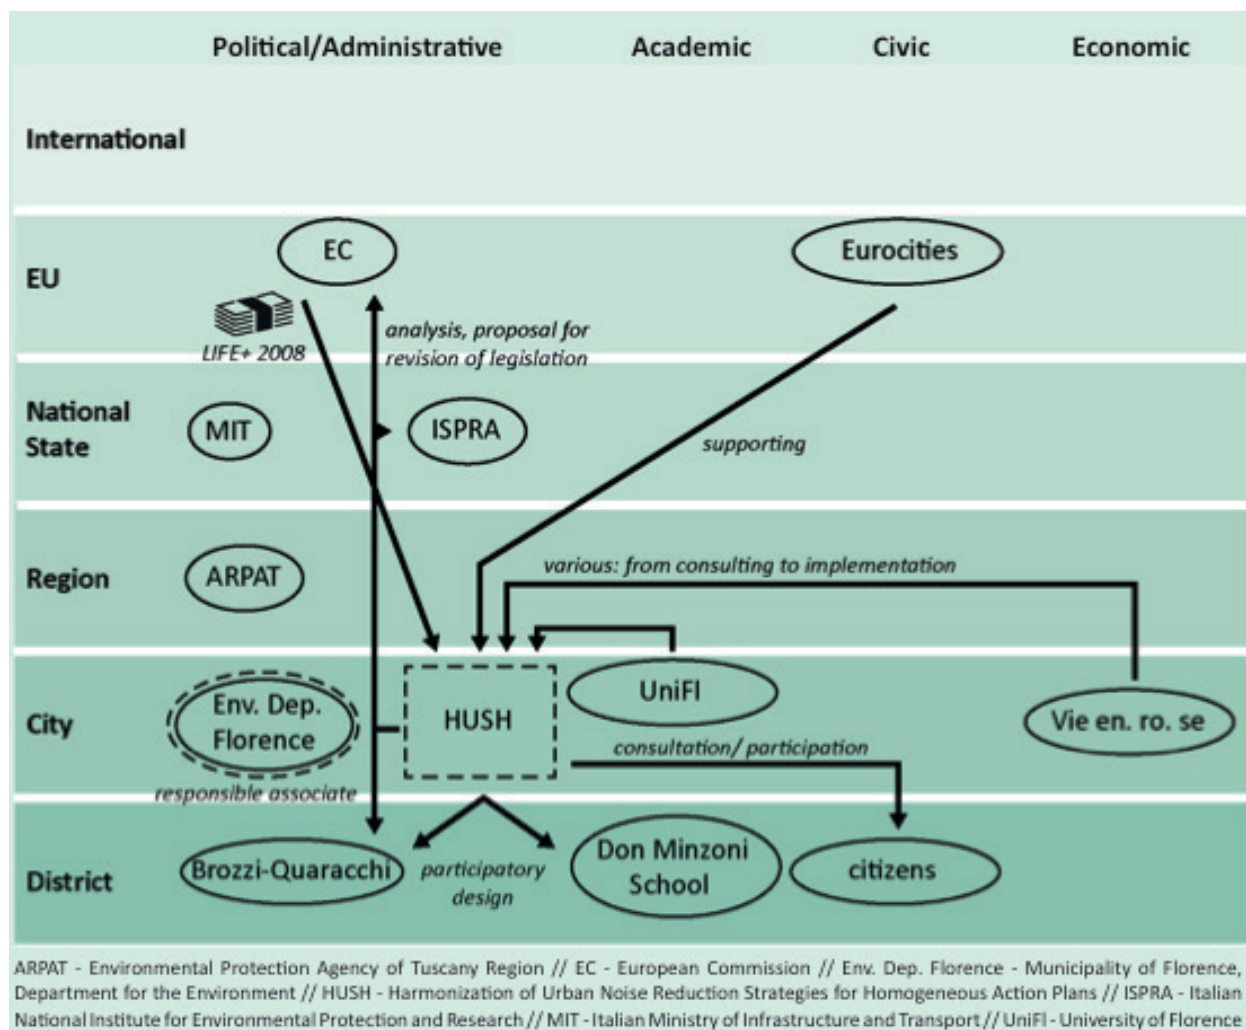 Political/Administrative Academic Civic Economic
International
EC
Eurocities
EU
LIFE+ 2008
analysis, proposal for
revision of legislation
National
State
MIT
ISPRA
supporting
Region
ARPAT
various: from consulting to implementation
City
Env. Dep.
Florence
HUSH
UniFI
Vie en. ro. se
consultation/ participation
responsible associate
District
Brozzi-Quaracchi
participatory
design
Don Minzoni
School
citizens
ARPAT - Environmental Protection Agency of Tuscany Region // EC - European Commission // Env. Dep. Florence - Municipality of Florence,
Department for the Environment // HUSH - Harmonization of Urban Noise Reduction Strategies for Homogeneous Action Plans // ISPRA - Italian
National Institute for Environmental Protection and Research // MIT - Italian Ministry of Infrastructure and Transport // UniFI - University of Florence